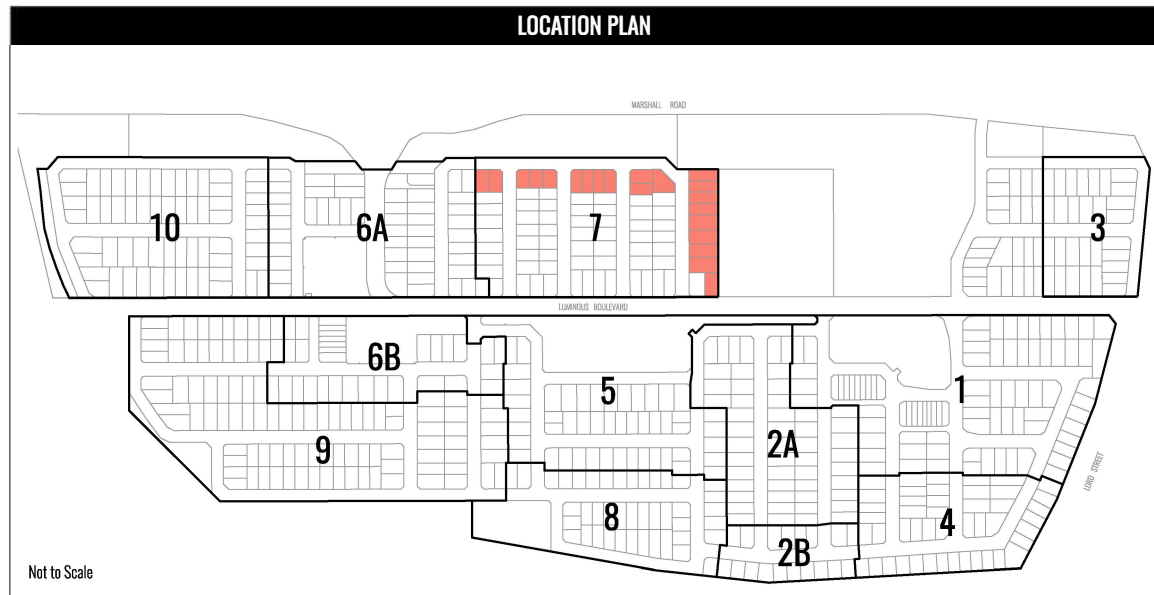 LOCATION PLAN
MARSHALL ROAD
10
6A
7
3
LUMINOUS BOULEVARD
6B
5
1
2A
9
LORD STREET
8
4
2B
Not to Scale